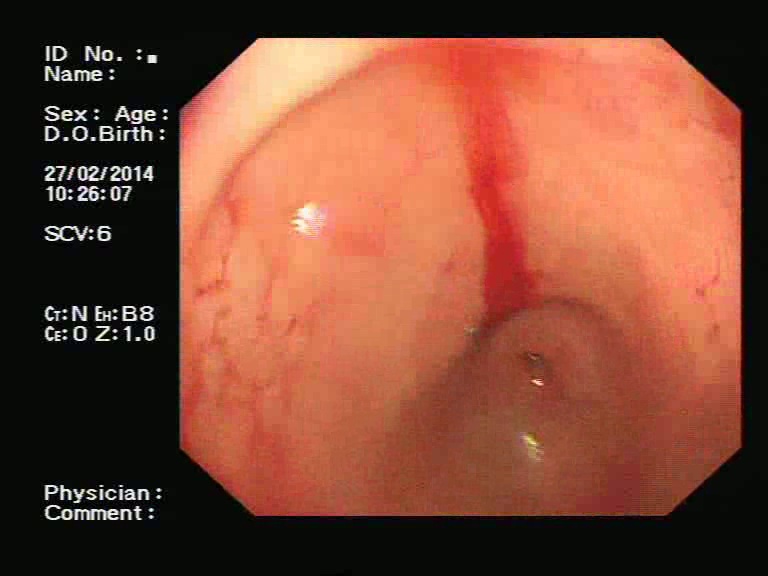 ID No. :
Name:
Sex: Age:
D.O.Birth:
27/02/2014
10:26:07
SCV:6
CT:N EH:B8
CE:0 Z:1.0
Physician:
Comment: